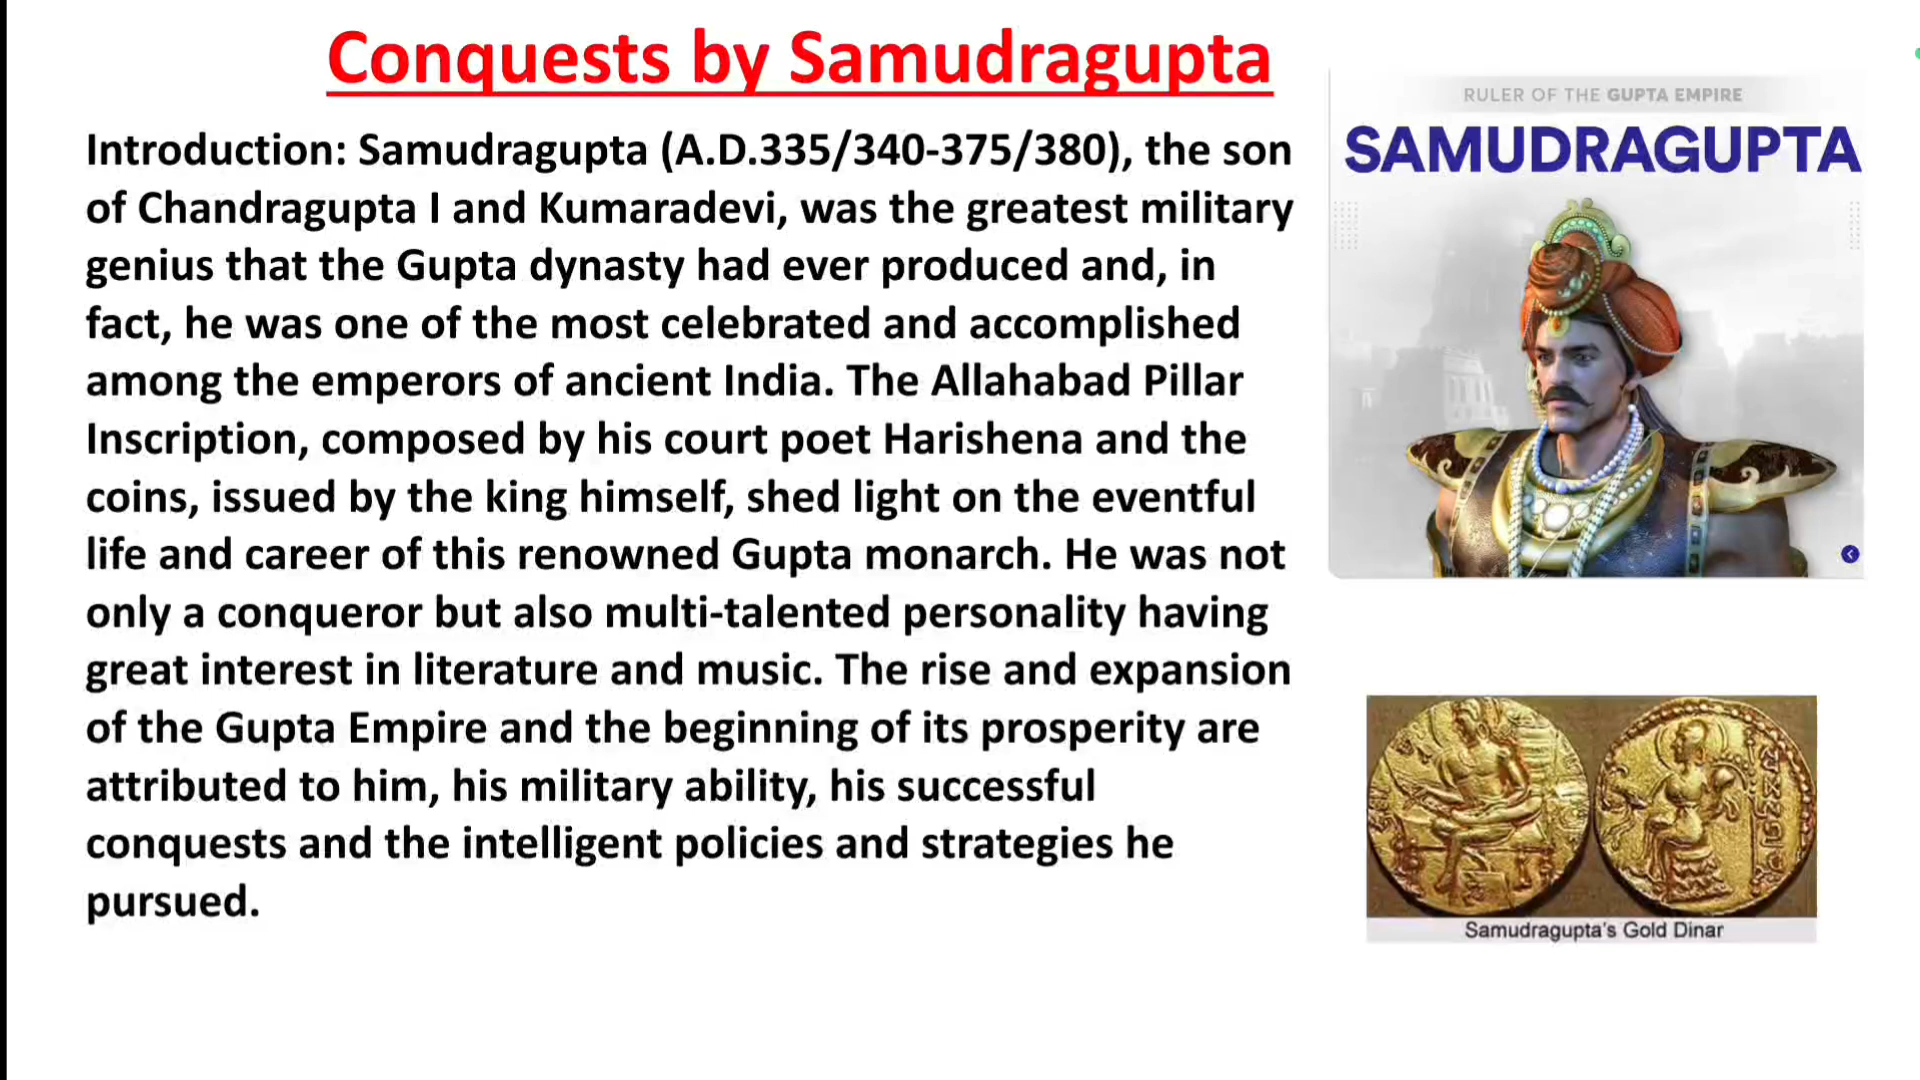 Conquests by Samudragupta
Introduction: Samudragupta (A.D.335/340-375/380), the son
of Chandragupta I and Kumaradevi, was the greatest military
genius that the Gupta dynasty had ever produced and, in
fact, he was one of the most celebrated and accomplished
among the emperors of ancient India. The Allahabad Pillar
Inscription, composed by his court poet Harishena and the
coins, issued by the king himself, shed light on the eventful
life and career of this renowned Gupta monarch. He was not
only a conqueror but also multi-talented personality having
great interest in literature and music. The rise and expansion
of the Gupta Empire and the beginning of its prosperity are
attributed to him, his military ability, his successful
conquests and the intelligent policies and strategies he
pursued.
RULER OF THE GUPTA EMPIRE
SAMUDRAGUPTA
Samudragupta's Gold Dinar